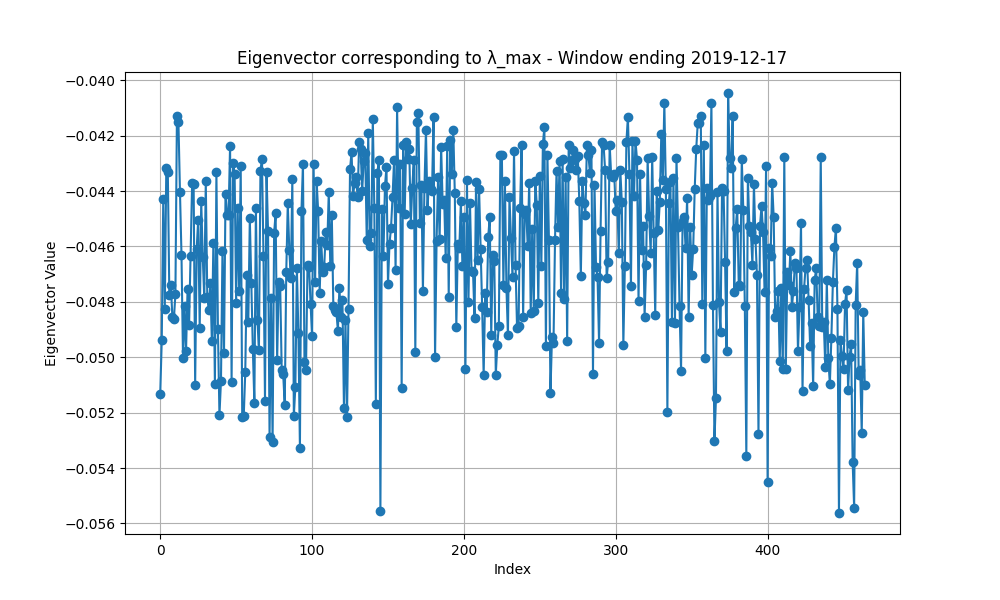 Eigenvector corresponding to λ_max - Window ending 2019-12-17
−0.040
−0.042
−0.044
−0.046
−0.048
−0.050
−0.052
−0.054
−0.056
Eigenvector Value
0 100 200 300 400
Index